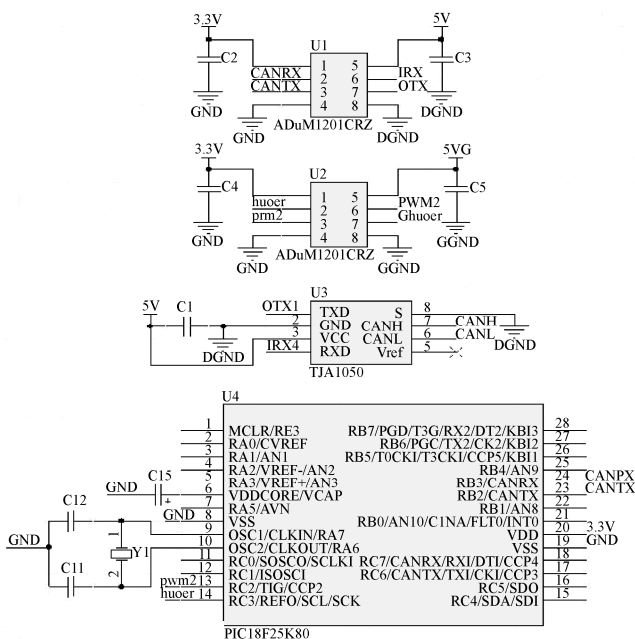 3.3V 5V
C2 U1 C3
CANRX 1 5 IRX
CANTX 2 6 OTX
3 7
4 8
GND GND ADuM1201CRZ DGND DGND
3.3V 5VG
C4 U2 C5
huoer 1 5 PWM2
prm2 2 6 Ghuoer
3 7
4 8
GND GND ADuM1201CRZ GGND GGND
U3
5V C1 OTX1 TXD S 8
2 GND CANH 7 CANH
3 VCC CANL 6 CANL
DGND IRX4 RXD Vref 5 DGND
TJA1050
U4
1 MCLR/RE3 RB7/PGD/T3G/RX2/DT2/KBI3 28
2 RA0/CVREF RB6/PGC/TX2/CK2/KBI2 27
3 RA1/AN1 RB5/T0CKI/T3CKI/CCP5/KBI1 26
4 RA2/VREF-/AN2 RB4/AN9 25
5 RA3/VREF+/AN3 RB3/CANRX 24 CANPX
GND C15 + 6 VDDCORE/VCAP RB2/CANTX 23 CANTX
7 RA5/AVN RB1/AN8 22
GND 8 VSS RB0/AN10/C1NA/FLT0/INT0 21
C12 9 OSC1/CLKIN/RA7 VDD 20 3.3V
GND 1 Y1 2 10 OSC2/CLKOUT/RA6 VSS 19 GND
11 RC0/SOSCO/SCLKI RC7/CANRX/RXI/DTI/CCP4 18
C11 12 RC1/ISOSCI RC6/CANTX/TXI/CKI/CCP3 17
pwm2 13 RC2/TIG/CCP2 RC5/SDO 16
huoer 14 RC3/REFO/SCL/SCK RC4/SDA/SDI 15
PIC18F25K80